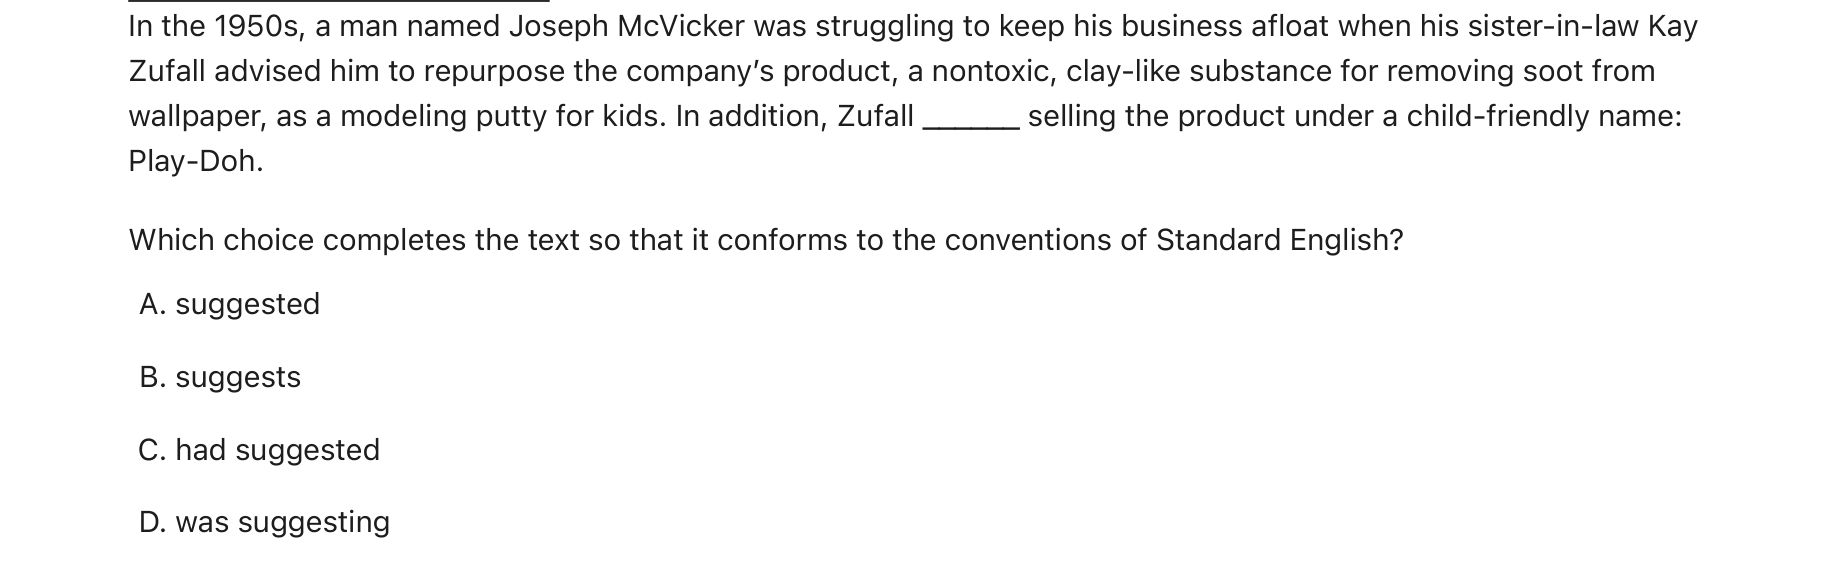 In the 1950s, a man named Joseph McVicker was struggling to keep his business afloat when his sister-in-law Kay
Zufall advised him to repurpose the company’s product, a nontoxic, clay-like substance for removing soot from
wallpaper, as a modeling putty for kids. In addition, Zufall ______ selling the product under a child-friendly name:
Play-Doh.
Which choice completes the text so that it conforms to the conventions of Standard English?
A. suggested
B. suggests
C. had suggested
D. was suggesting